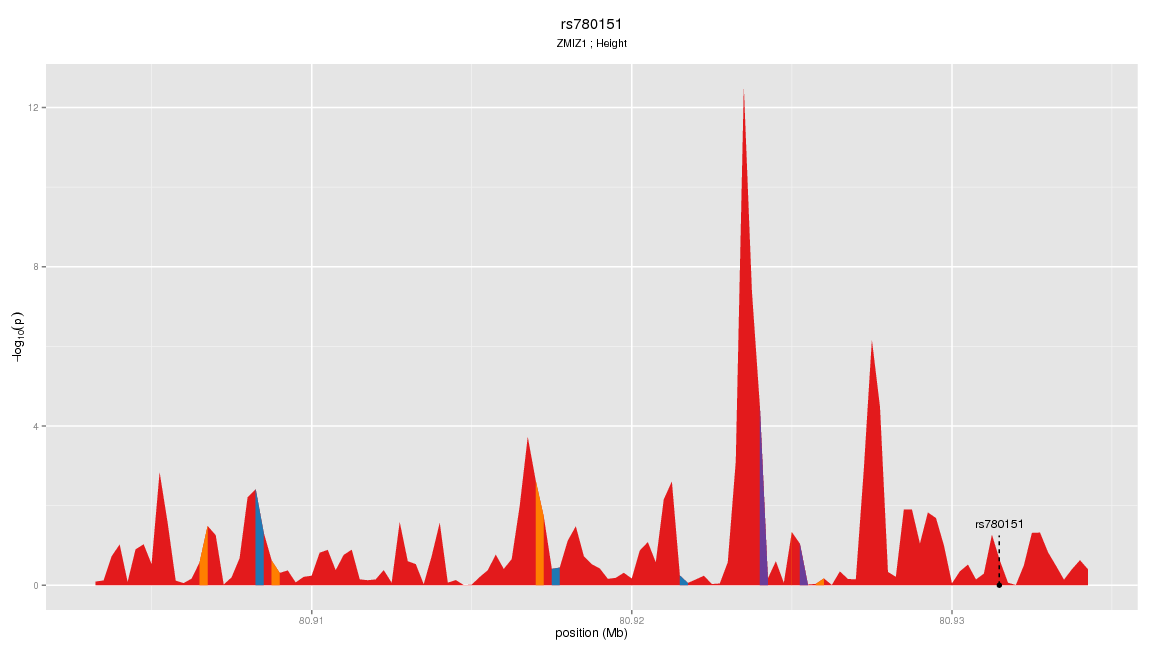 rs780151
ZMIZ1 ; Height
−log10(p)
12
8
4
0
rs780151
80.91
80.92
80.93
position (Mb)